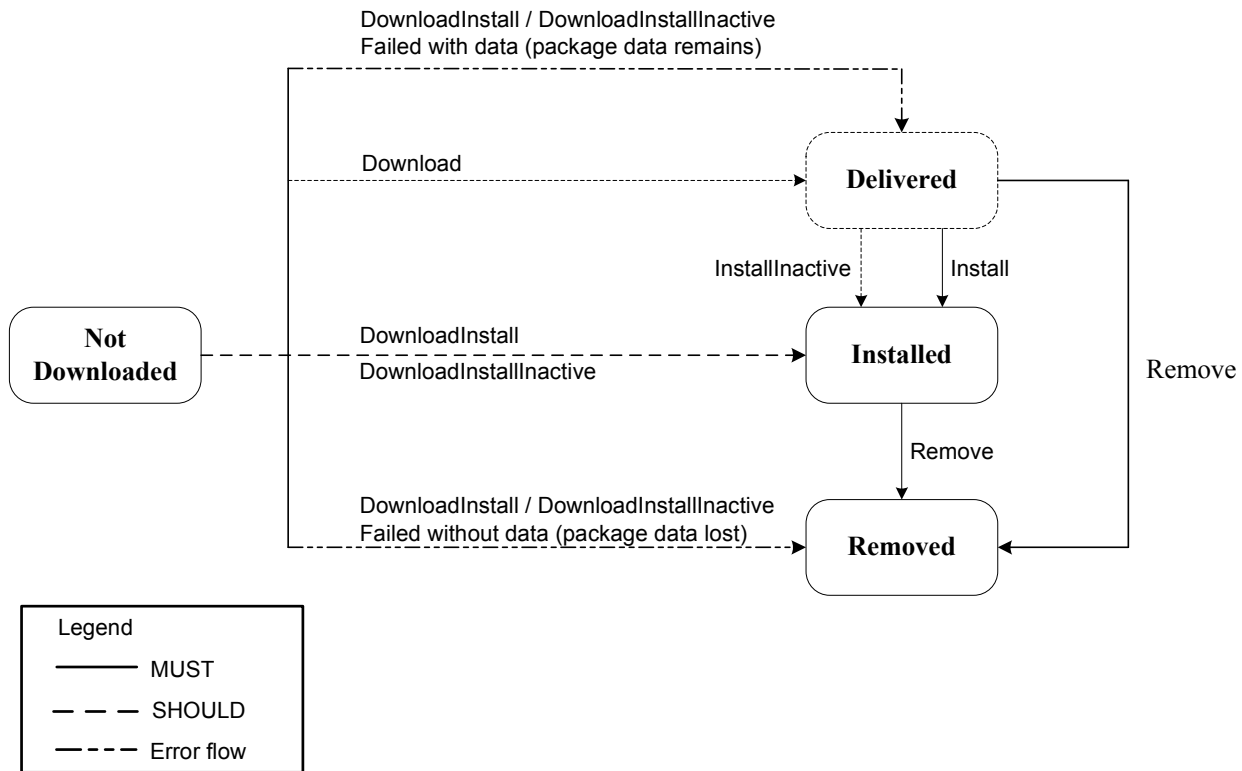 DownloadInstall / DownloadInstallInactive
Failed with data (package data remains)
Download
Delivered
InstallInactive
Install
Not
Downloaded
DownloadInstall
DownloadInstallInactive
Installed
Remove
Remove
DownloadInstall / DownloadInstallInactive
Failed without data (package data lost)
Removed
Legend
MUST
SHOULD
Error flow